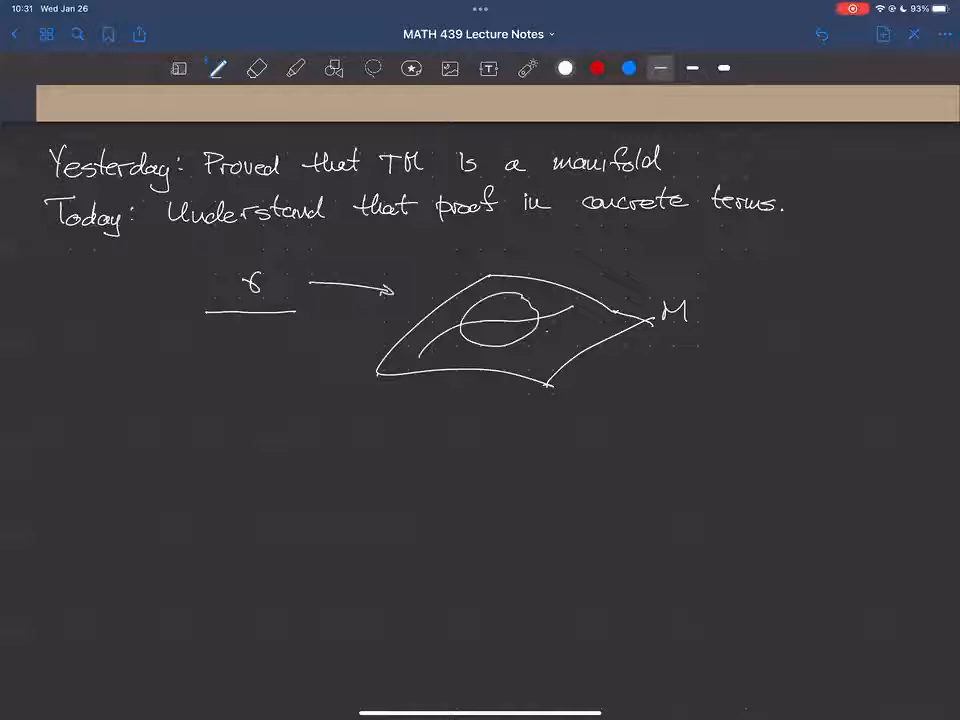 10:31 Wed Jan 26
93%
MATH 439 Lecture Notes
Yesterday: Proved that TM is a manifold
Today: Understand that proof in concrete terms.
γ
M